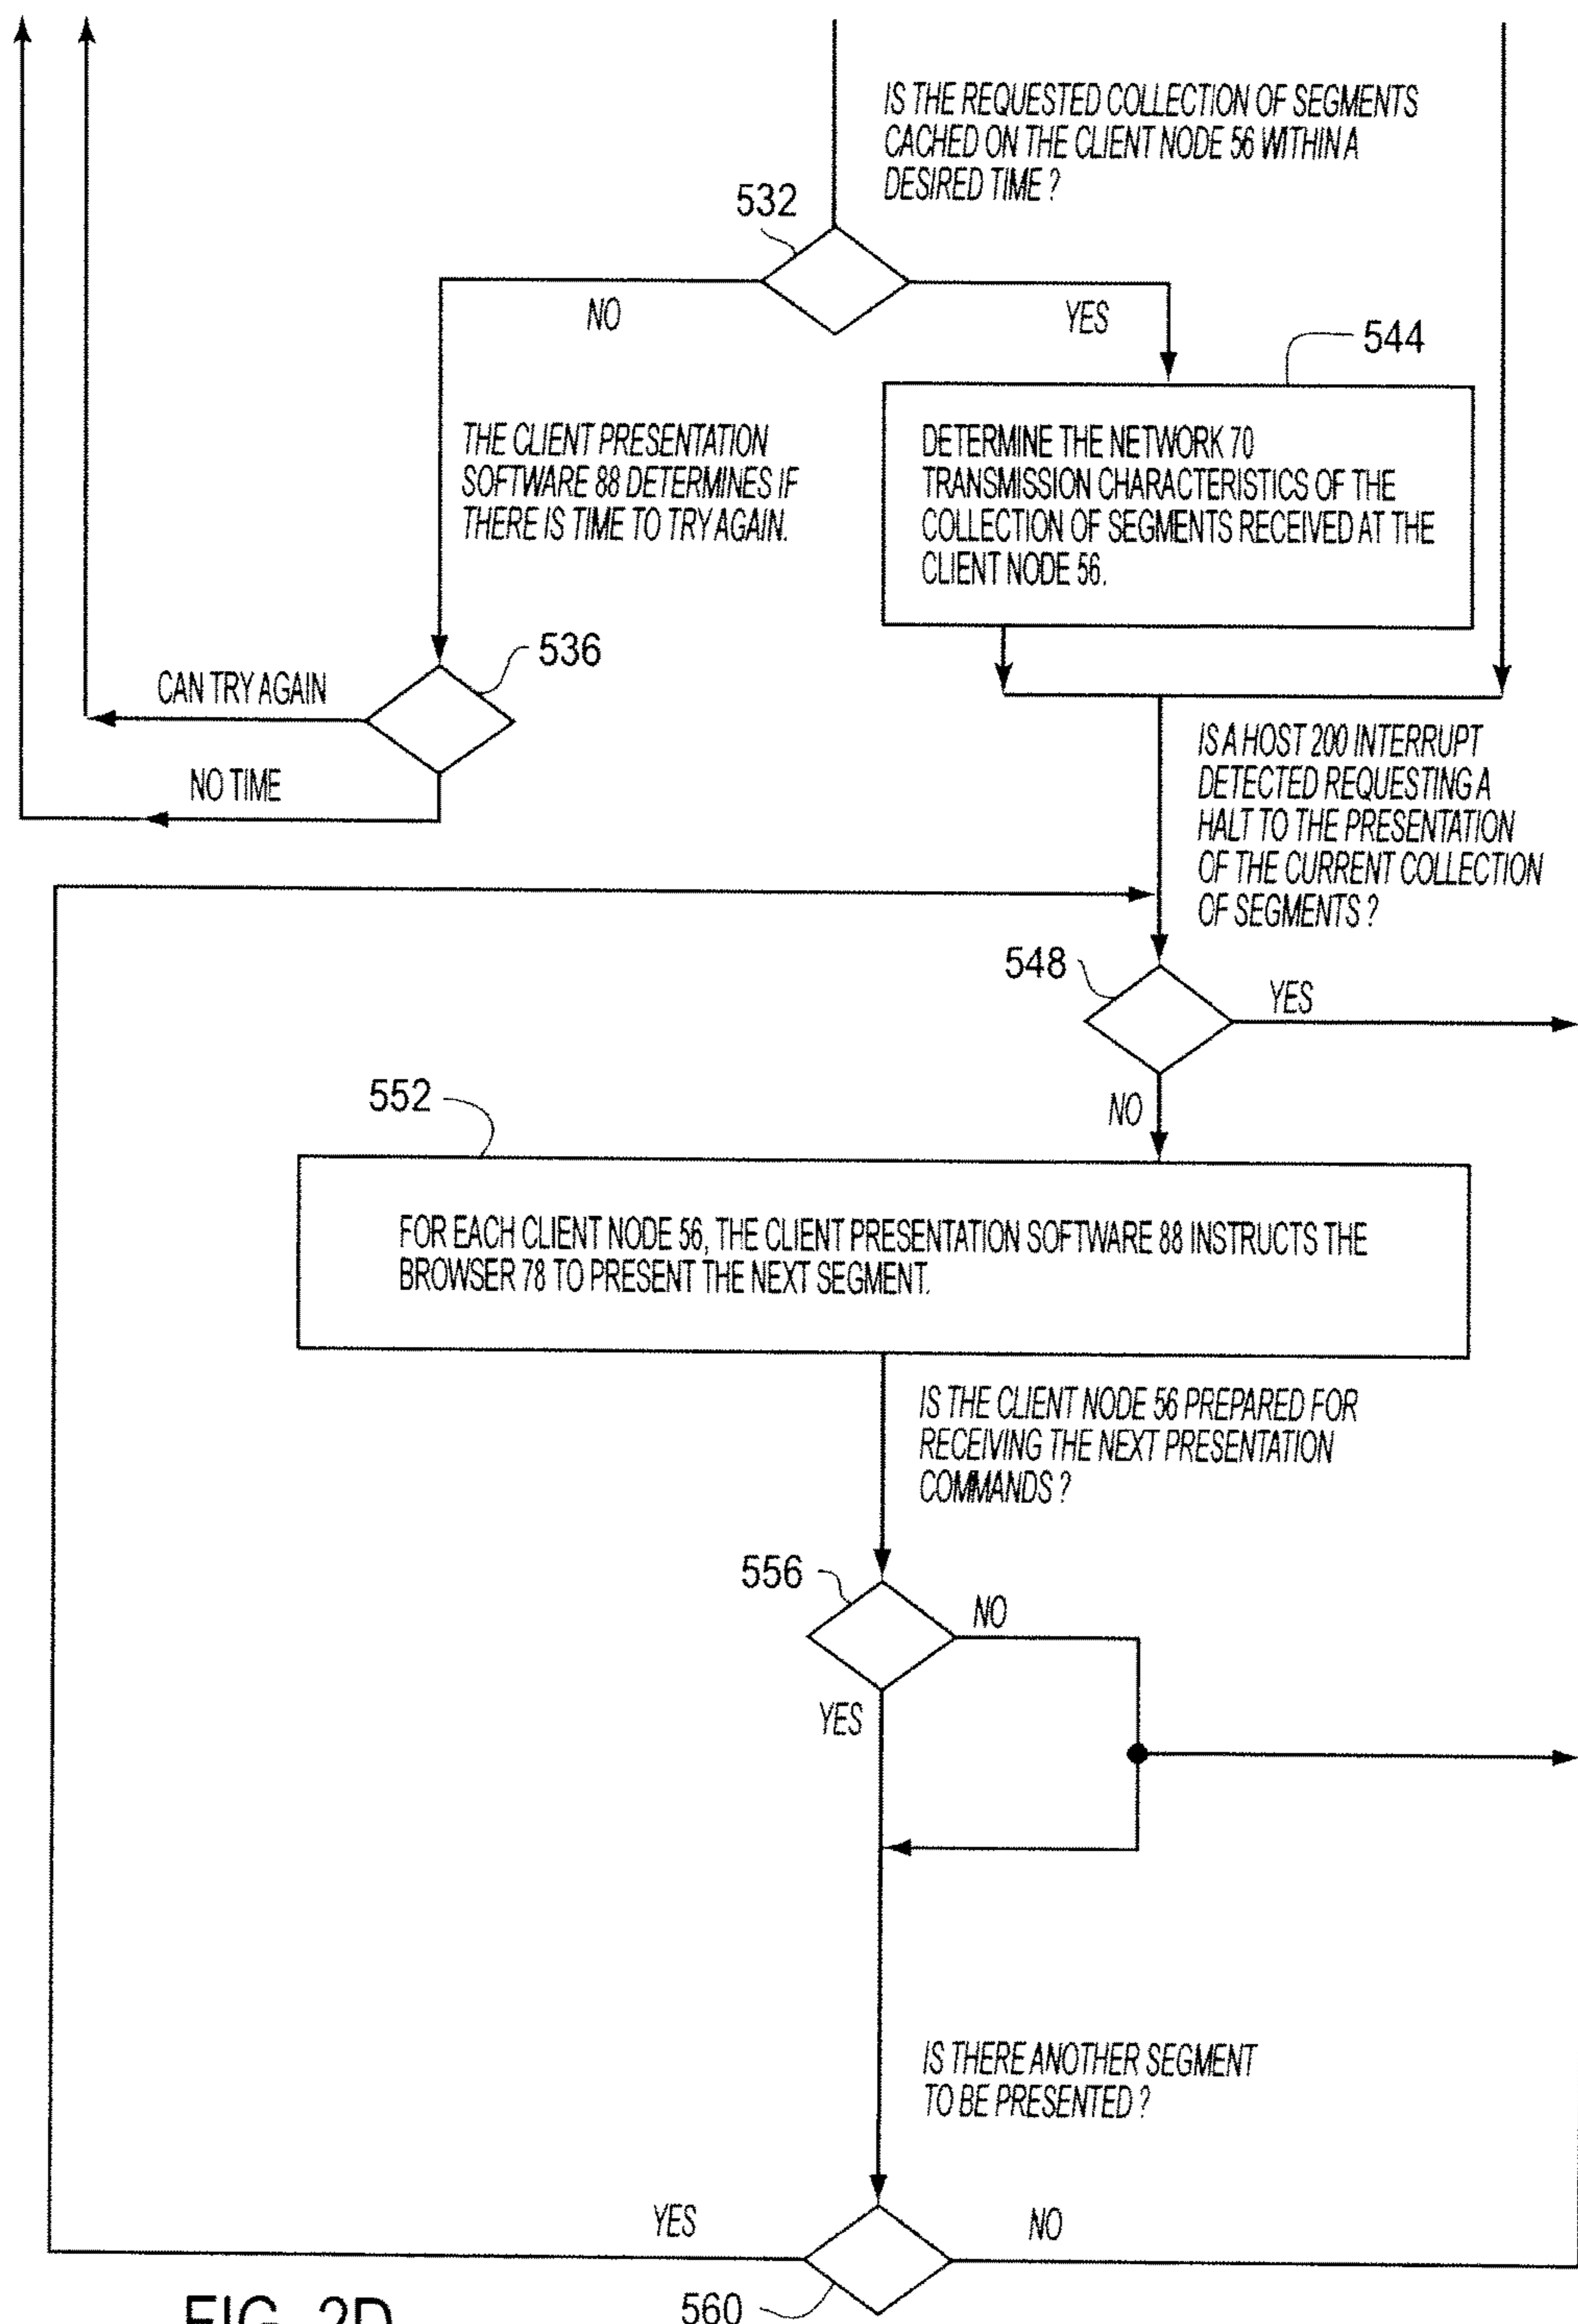 IS THE REQUESTED COLLECTION OF SEGMENTS
CACHED ON THE CLIENT NODE 56 WITHIN A
DESIRED TIME ?
532
NO
YES
544
THE CLIENT PRESENTATION
SOFTWARE 88 DETERMINES IF
THERE IS TIME TO TRY AGAIN.
DETERMINE THE NETWORK 70
TRANSMISSION CHARACTERISTICS OF THE
COLLECTION OF SEGMENTS RECEIVED AT THE
CLIENT NODE 56.
536
CAN TRY AGAIN
NO TIME
IS A HOST 200 INTERRUPT
DETECTED REQUESTING A
HALT TO THE PRESENTATION
OF THE CURRENT COLLECTION
OF SEGMENTS ?
548
YES
NO
552
FOR EACH CLIENT NODE 56, THE CLIENT PRESENTATION SOFTWARE 88 INSTRUCTS THE
BROWSER 78 TO PRESENT THE NEXT SEGMENT.
IS THE CLIENT NODE 56 PREPARED FOR
RECEIVING THE NEXT PRESENTATION
COMMANDS ?
556
NO
YES
IS THERE ANOTHER SEGMENT
TO BE PRESENTED ?
YES
NO
560
FIG. 2D